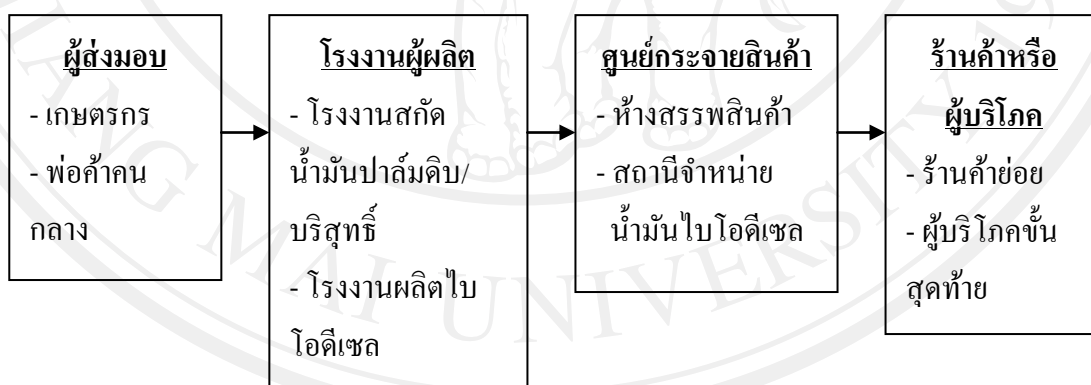 ผู้ส่งมอบ
- เกษตรกร
- พ่อค้าคน
กลาง
โรงงานผู้ผลิต
- โรงงานสกัด
น้ำมันปาล์มดิบ/
บริสุทธิ์
- โรงงานผลิตไบ
โอดีเซล
ศูนย์กระจายสินค้า
- ห้างสรรพสินค้า
- สถานีจำหน่าย
น้ำมันไบโอดีเซล
ร้านค้าหรือ
ผู้บริโภค
- ร้านค้าย่อย
- ผู้บริโภคขั้น
สุดท้าย
ANG MAI UNIVERSITY